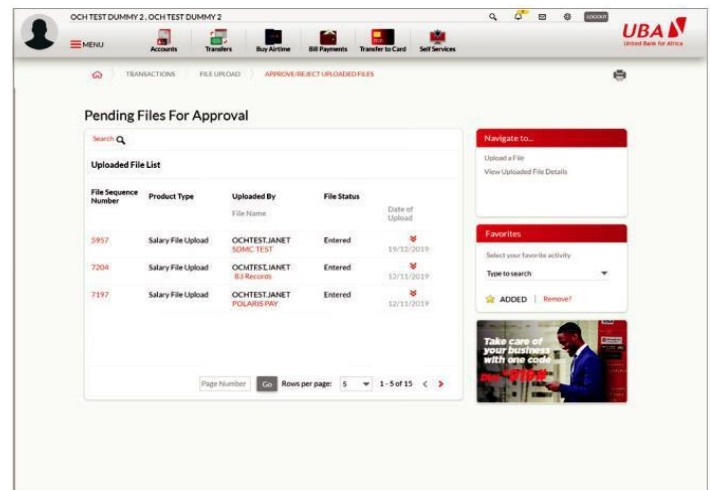 OCH TEST DUMMY 2 . OCH TEST DUMMY 2
LOGOUT
UBA
United Bank for Africa
MENU
Accounts
Transfers
Buy Airtime
Bill Payments
Transfer to Card
Self Services
TRANSACTIONS
FILE UPLOAD
APPROVE/REJECT UPLOADED FILES
Pending Files For Approval
Search
Uploaded File List
File Sequence Number
Product Type
Uploaded By
File Name
File Status
Date of Upload
5957
Salary File Upload
OCHTEST.JANET
SDMC TEST
Entered
19/12/2019
7204
Salary File Upload
OCHTEST.JANET
83 Records
Entered
12/11/2019
7197
Salary File Upload
OCHTEST.JANET
POLARIS PAY
Entered
12/11/2019
Page Number
Go
Rows per page:
5
1 - 5 of 15
Navigate to...
Upload a File
View Uploaded File Details
Favorites
Select your favorite activity
Type to search
ADDED
Remove?
Take care of
your business
with one code